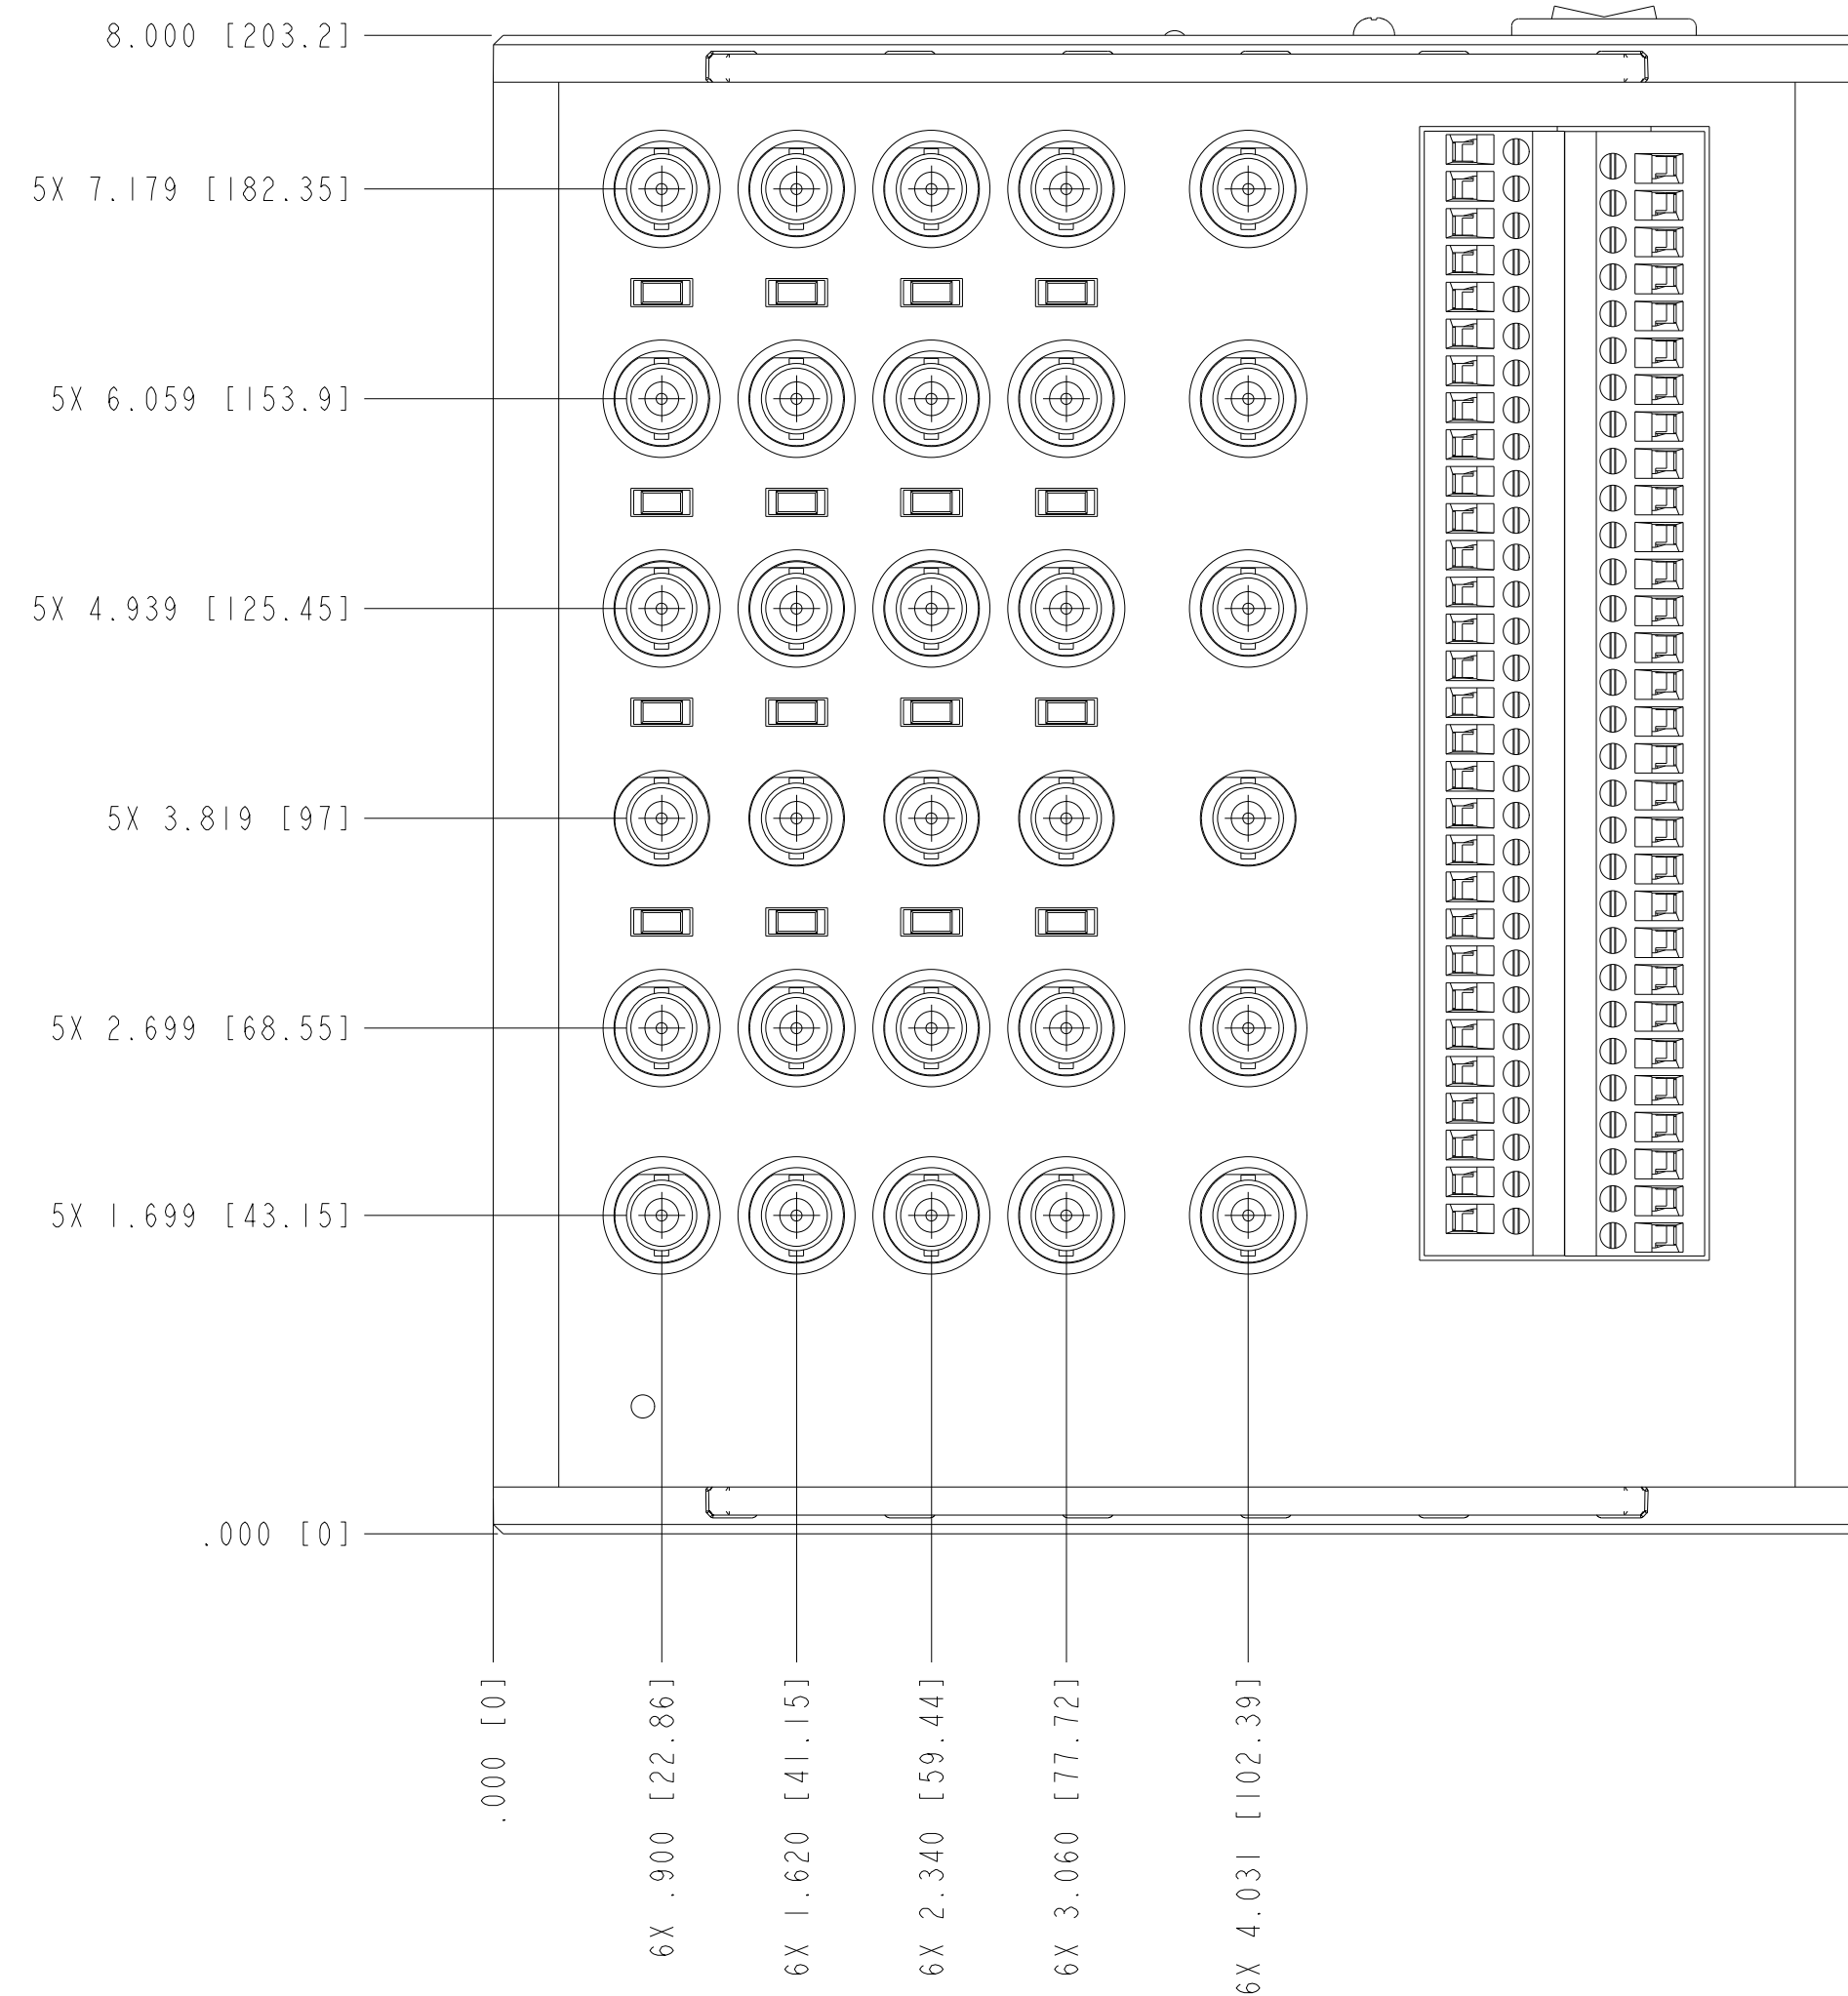 8.000 [203.2]
5X 7.179 [182.35]
5X 6.059 [153.9]
5X 4.939 [125.45]
5X 3.819 [97]
5X 2.699 [68.55]
5X 1.699 [43.15]
.000 [0]
.000 [0]
6X .900 [22.86]
6X 1.620 [41.15]
6X 2.340 [59.44]
6X 3.060 [77.72]
6X 4.031 [102.39]